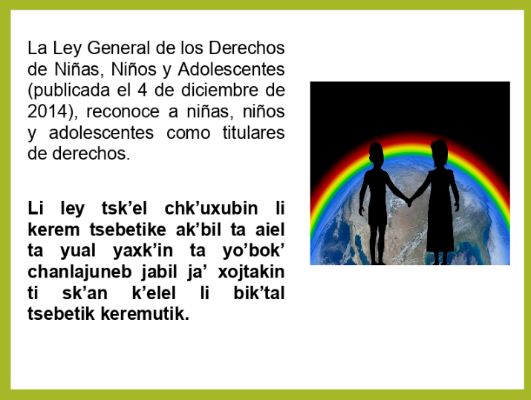 La Ley General de los Derechos
de Niñas, Niños y Adolescentes
(publicada el 4 de diciembre de
2014), reconoce a niñas, niños
y adolescentes como titulares
de derechos.
Li ley tsk’el chk’uxubin li
kerem tsebetike ak’bil ta aiel
ta yual yaxk’in ta yo’bok’
chanlajuneb jabil ja’ xojtakin
ti sk’an k’elel li bik’tal
tsebetik keremutik.